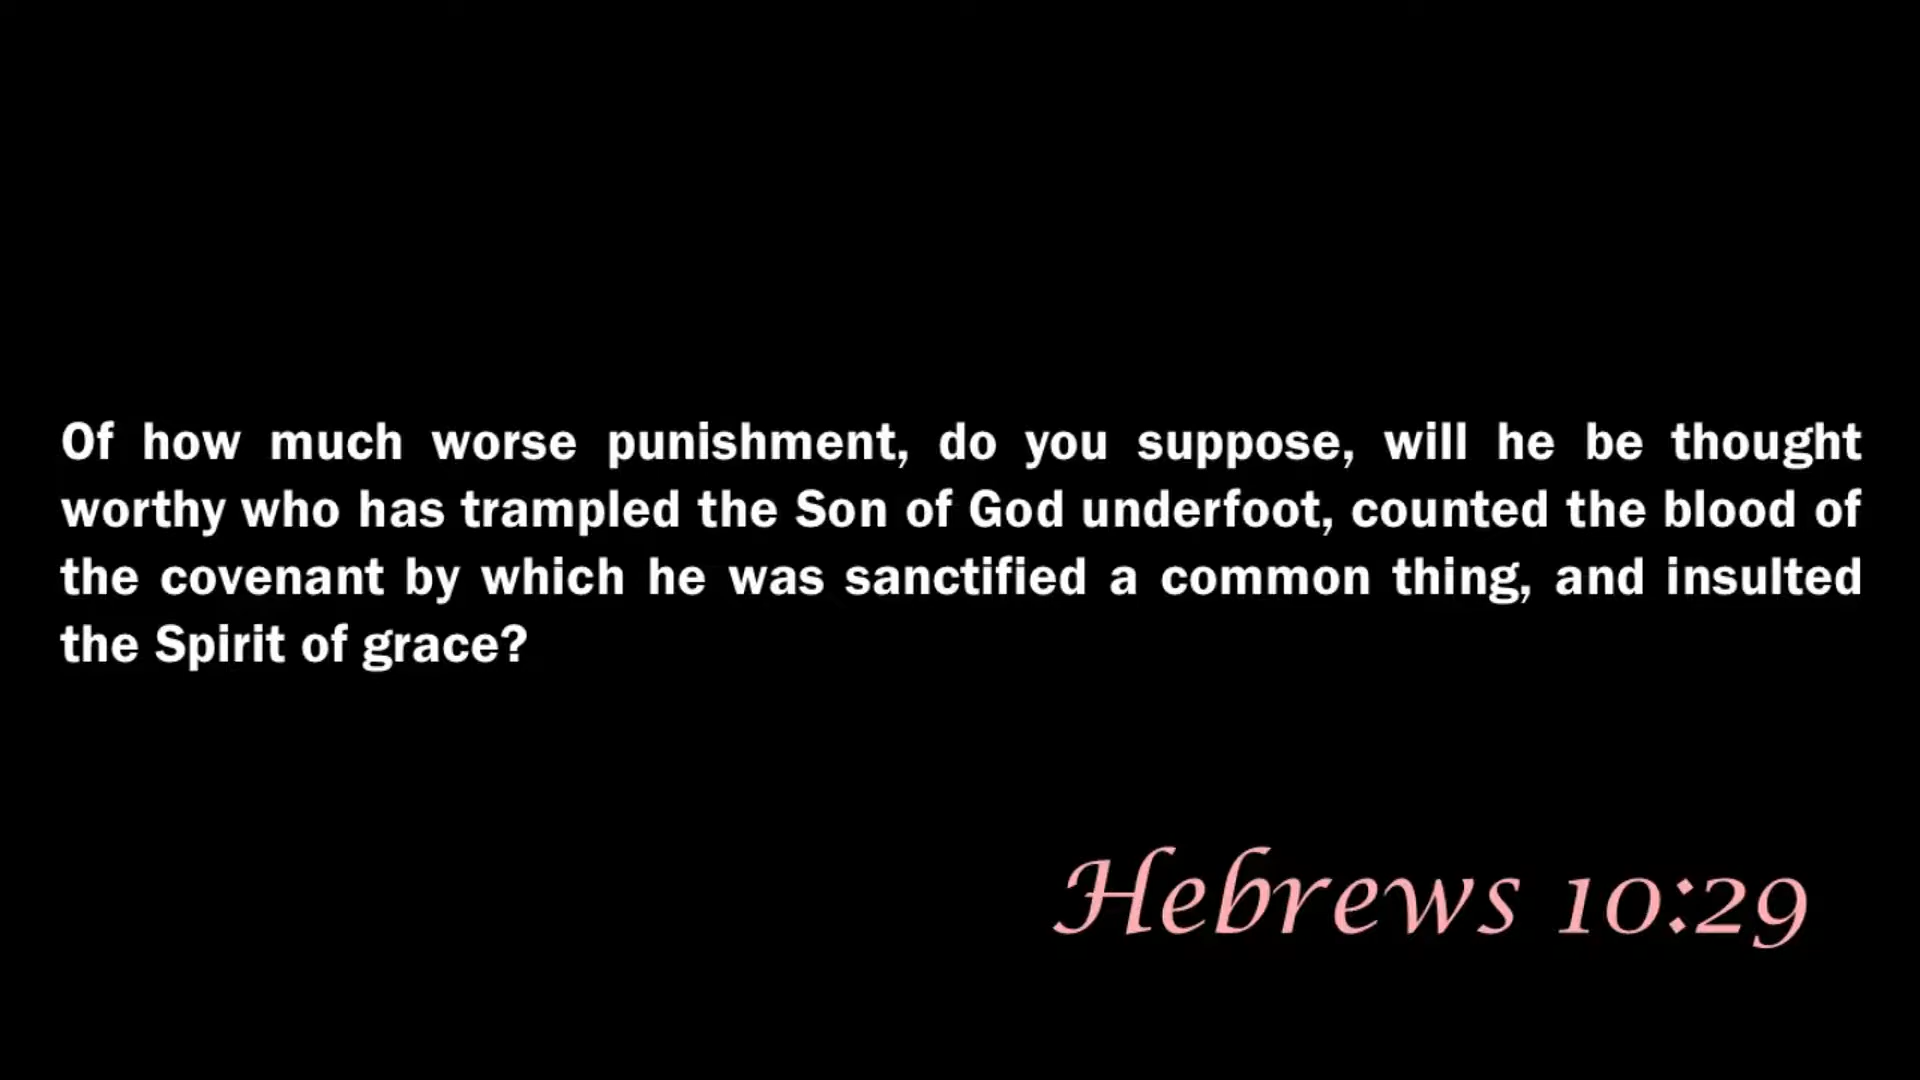 Of how much worse punishment, do you suppose, will he be thought
worthy who has trampled the Son of God underfoot, counted the blood of
the covenant by which he was sanctified a common thing, and insulted
the Spirit of grace?
Hebrews 10:29